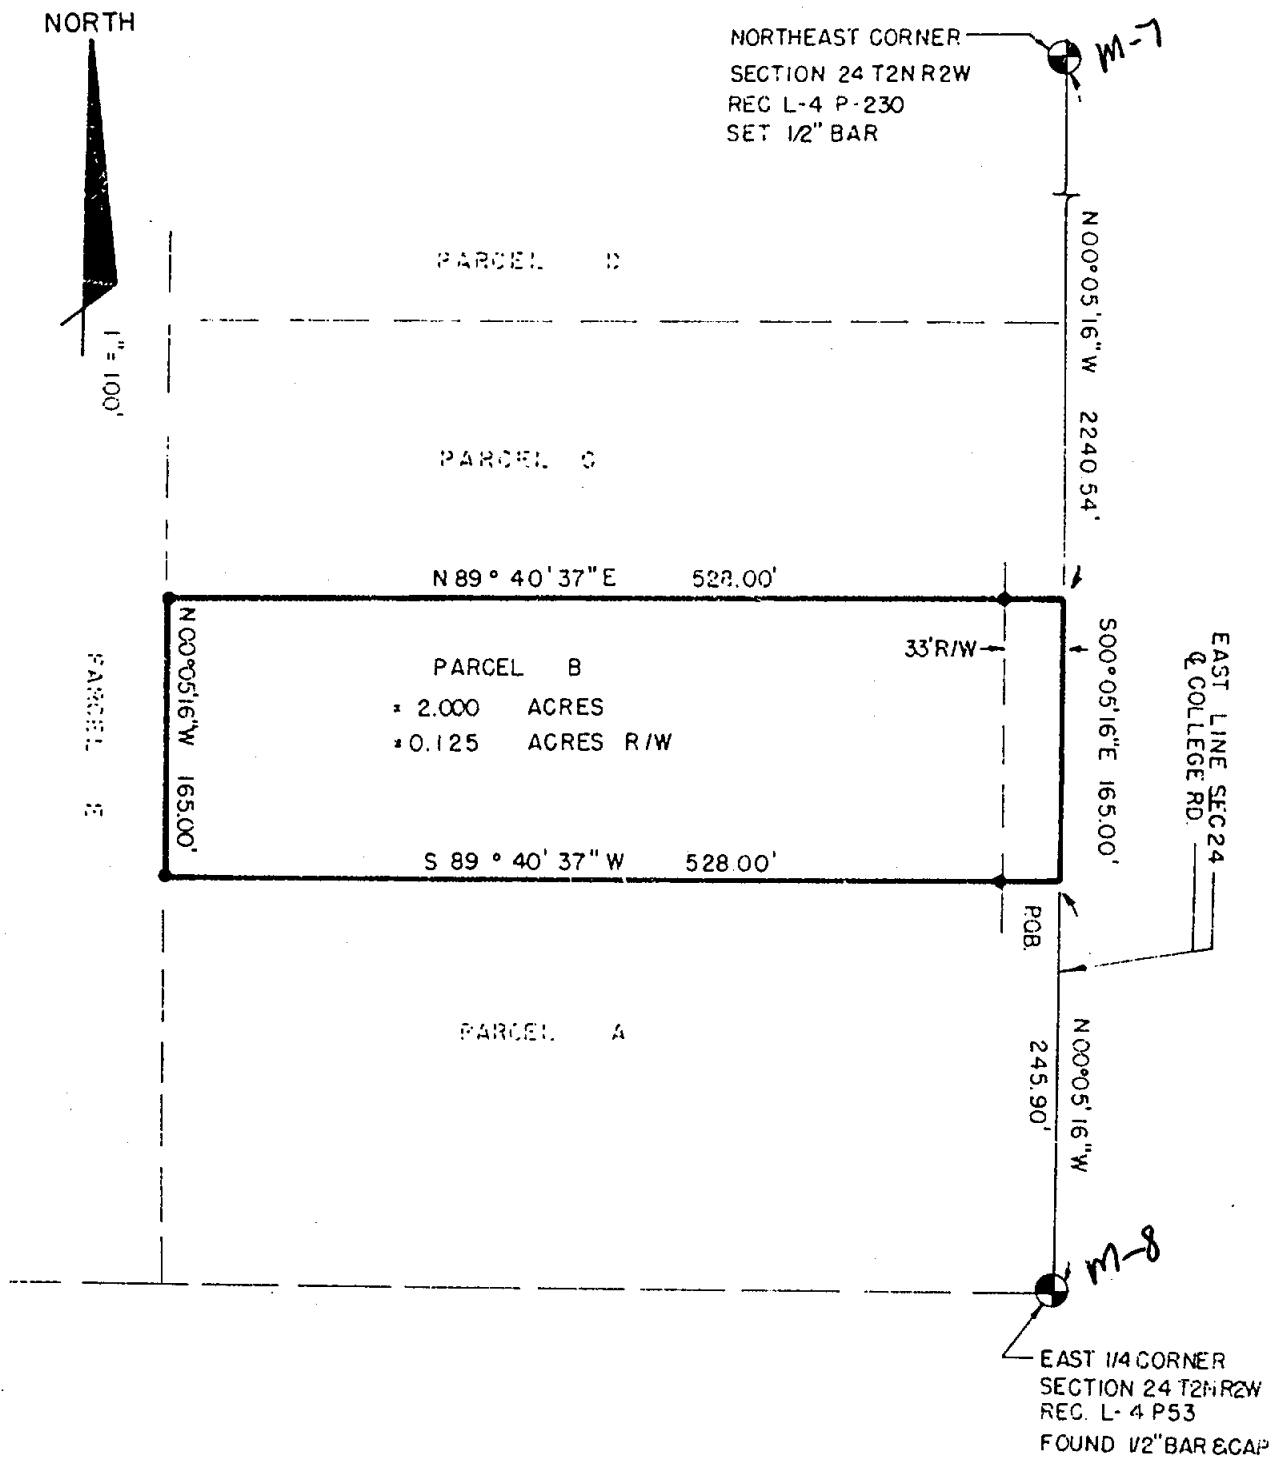 NORTH
1" = 100'
NORTHEAST CORNER
SECTION 24 T2N R2W
REC L-4 P-230
SET 1/2" BAR
M-7
N 00°05'16" W 2240.54'
PARCEL D
PARCEL C
N 89° 40' 37" E 528.00'
33' R/W
S 00°05'16" E 165.00'
EAST LINE SEC 24
℄ COLLEGE RD.
PARCEL E
N 00°05'16" W 165.00'
PARCEL B
± 2.000 ACRES
± 0.125 ACRES R/W
S 89° 40' 37" W 528.00'
P.O.B.
PARCEL A
N 00°05'16" W
245.90'
M-8
EAST 1/4 CORNER
SECTION 24 T2N R2W
REC. L-4 P53
FOUND 1/2" BAR & CAP